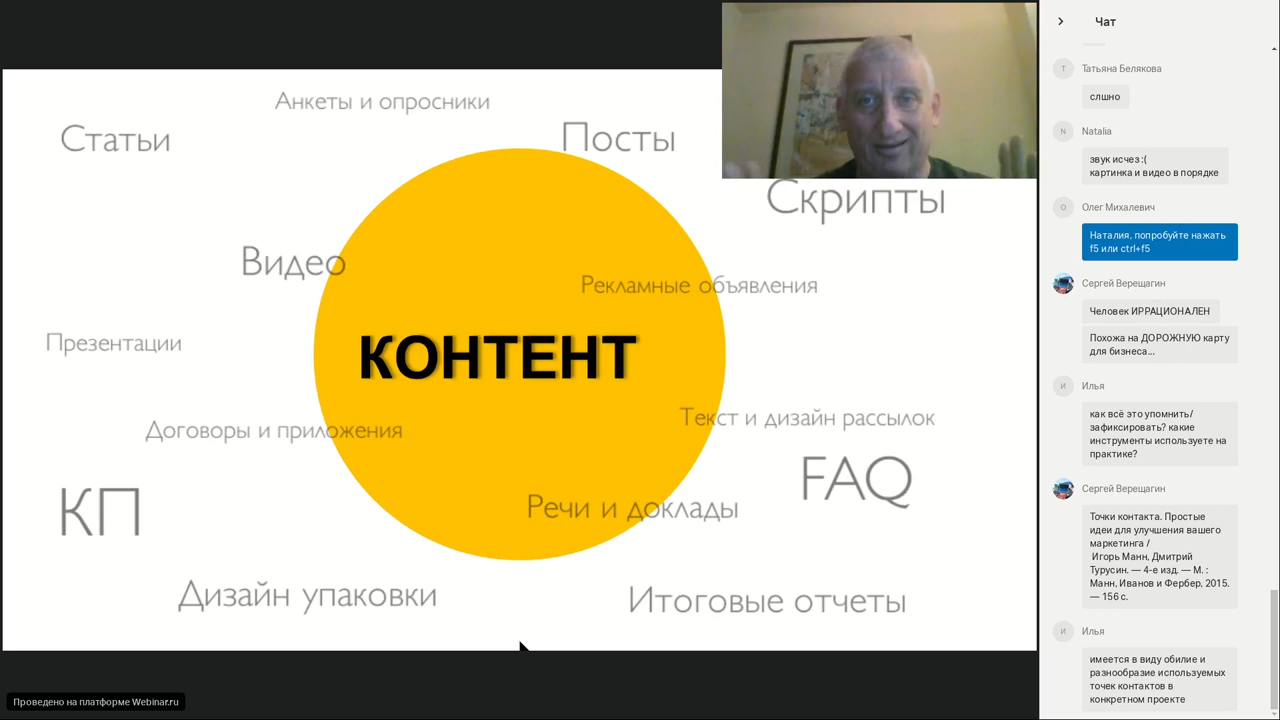 Анкеты и опросники
Статьи
Посты
Скрипты
Видео
Рекламные объявления
Презентации
КОНТЕНТ
Текст и дизайн рассылок
Договоры и приложения
FAQ
КП
Речи и доклады
Дизайн упаковки
Итоговые отчеты
Проведено на платформе Webinar.ru
Чат
Т
Татьяна Белякова
слшно
N
Natalia
звук исчез :(
картинка и видео в порядке
О
Олег Михалевич
Наталия, попробуйте нажать
f5 или ctrl+f5
Сергей Верещагин
Человек ИРРАЦИОНАЛЕН
Похожа на ДОРОЖНУЮ карту
для бизнеса...
И
Илья
как всё это упомнить/
зафиксировать? какие
инструменты используете на
практике?
Сергей Верещагин
Точки контакта. Простые
идеи для улучшения вашего
маркетинга /
Игорь Манн, Дмитрий
Турусин. — 4-е изд. — М. :
Манн, Иванов и Фербер, 2015.
— 156 с.
И
Илья
имеется в виду обилие и
разнообразие используемых
точек контактов в
конкретном проекте